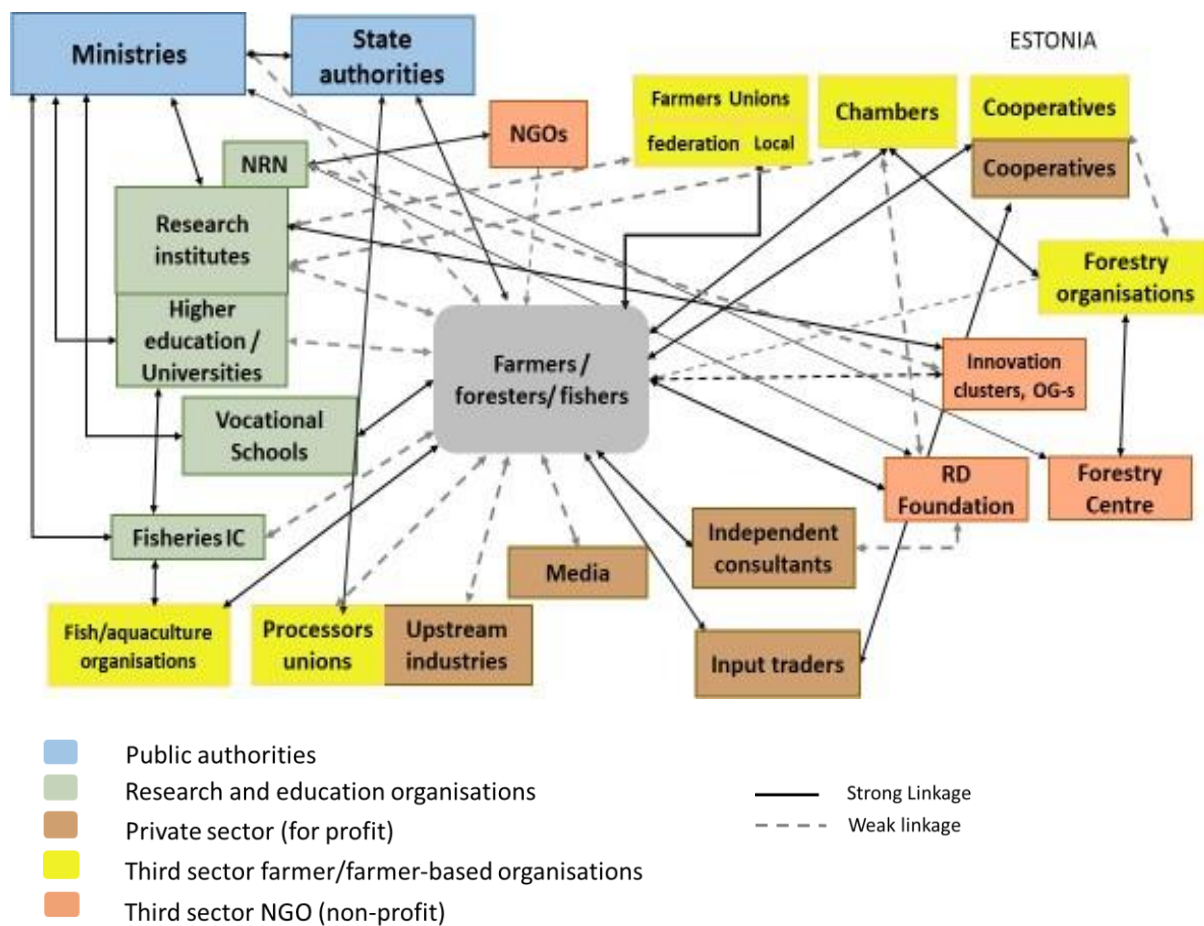 Ministries
State
authorities
ESTONIA
NGOs
Farmers Unions
federation Local
Chambers
Cooperatives
Cooperatives
NRN
Research
institutes
Forestry
organisations
Higher
education /
Universities
Farmers /
foresters/ fishers
Innovation
clusters, OG-s
Vocational
Schools
RD
Foundation
Forestry
Centre
Fisheries IC
Independent
consultants
Media
Fish/aquaculture
organisations
Processors
unions
Upstream
industries
Input traders
Public authorities
Research and education organisations
Private sector (for profit)
Third sector farmer/farmer-based organisations
Third sector NGO (non-profit)
Strong Linkage
Weak linkage